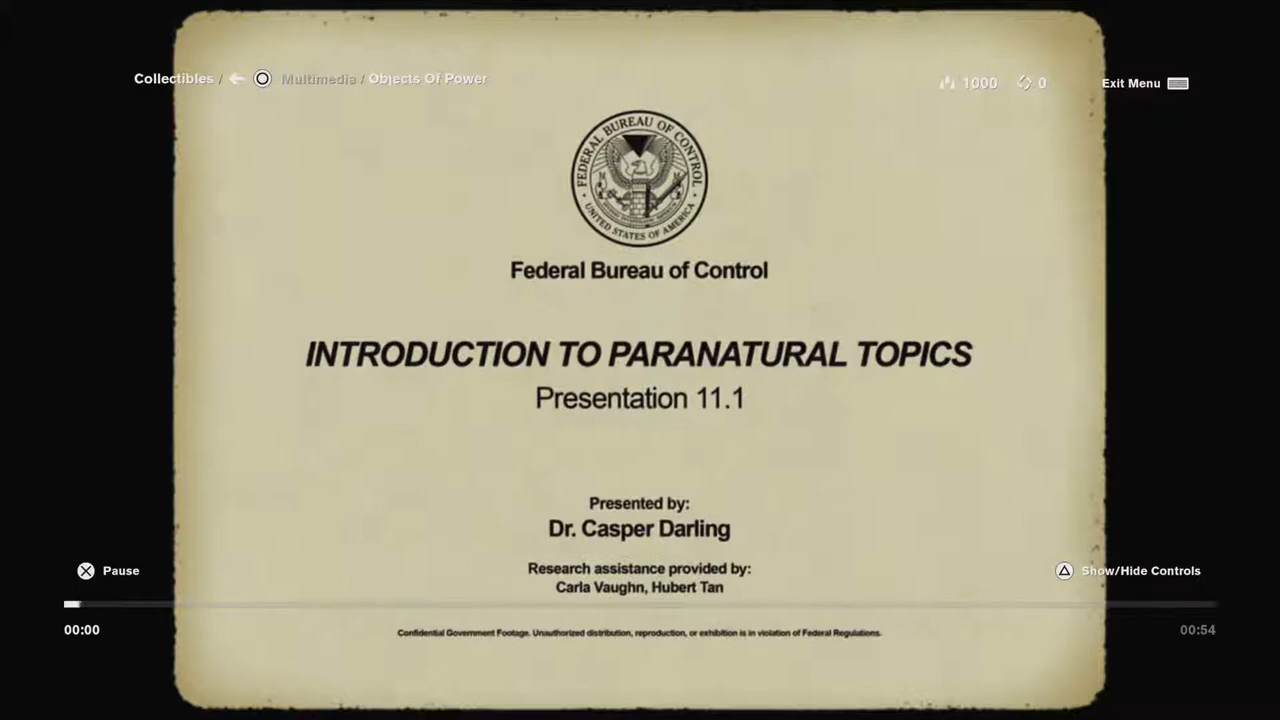 Collectibles / Multimedia / Objects Of Power
1000
0
Exit Menu
FEDERAL BUREAU OF CONTROL
UNITED STATES OF AMERICA
Federal Bureau of Control
INTRODUCTION TO PARANATURAL TOPICS
Presentation 11.1
Presented by:
Dr. Casper Darling
Research assistance provided by:
Carla Vaughn, Hubert Tan
Pause
Show/Hide Controls
00:00
00:54
Confidential Government Footage. Unauthorized distribution, reproduction, or exhibition is in violation of Federal Regulations.